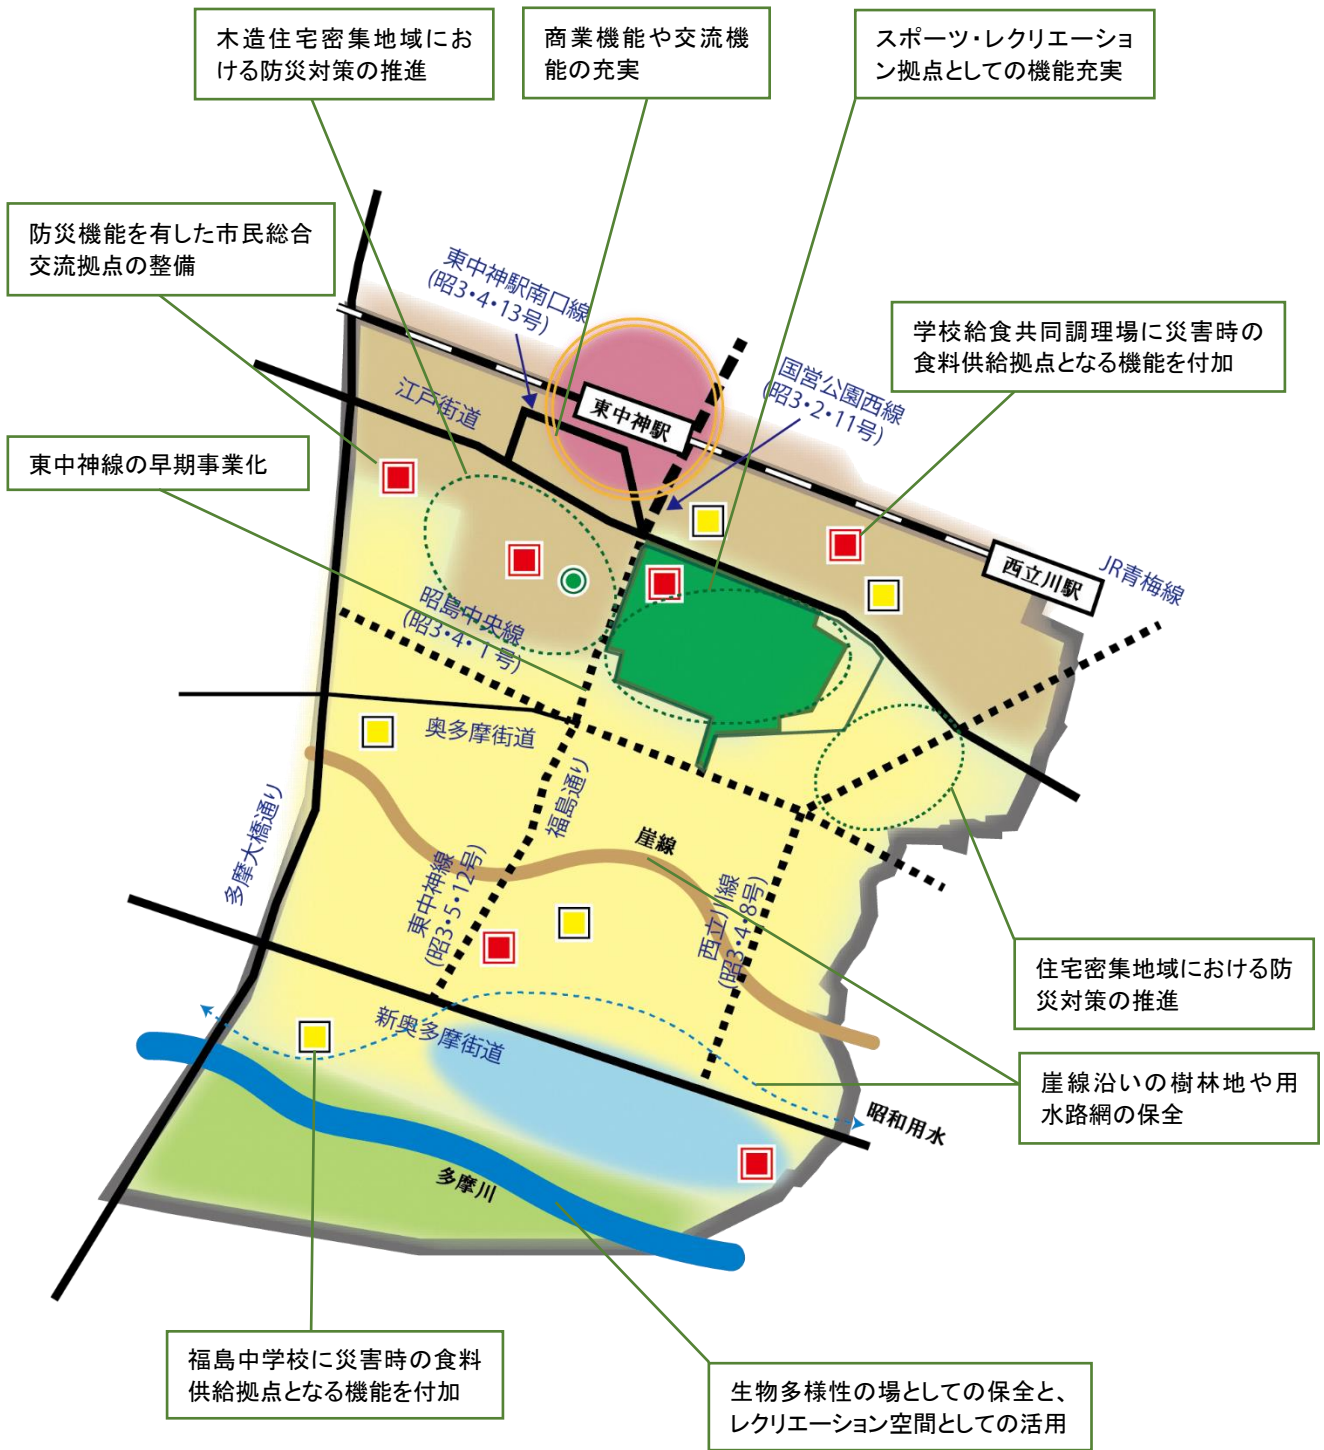 木造住宅密集地域にお
ける防災対策の推進
商業機能や交流機
能の充実
スポーツ・レクリエーショ
ン拠点としての機能充実
防災機能を有した市民総合
交流拠点の整備
東中神駅南口線
(昭3・4・13号)
学校給食共同調理場に災害時の
食料供給拠点となる機能を付加
国営公園西線
(昭3・2・11号)
江戸街道
東中神駅
東中神線の早期事業化
西立川駅
JR青梅線
昭島中央線
(昭3・4・1号)
奥多摩街道
福島通り
多摩大橋通り
崖線
東中神線
(昭3・5・12号)
西立川線
(昭3・4・8号)
住宅密集地域における防
災対策の推進
新奥多摩街道
崖線沿いの樹林地や用
水路網の保全
昭和用水
多摩川
福島中学校に災害時の食料
供給拠点となる機能を付加
生物多様性の場としての保全と、
レクリエーション空間としての活用